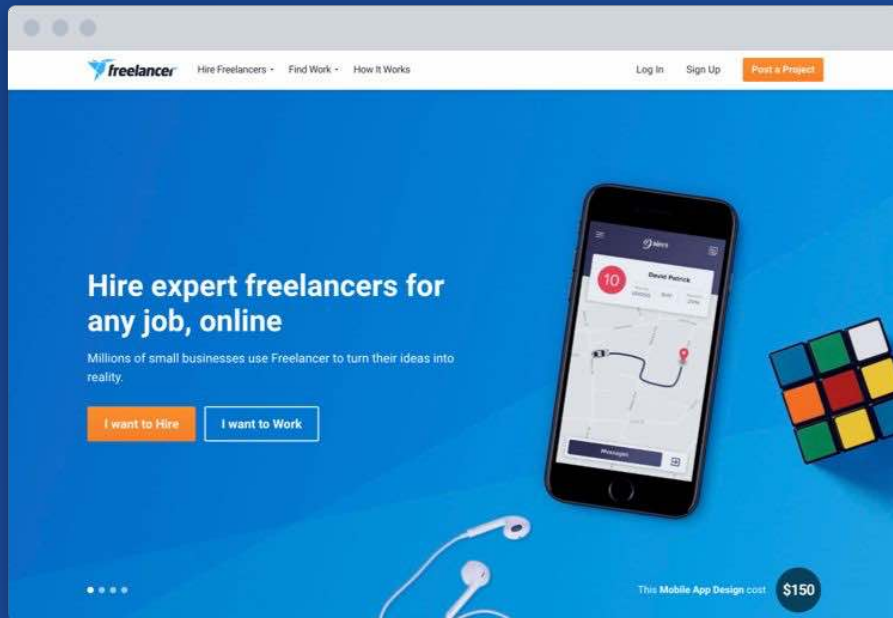 freelancer
Hire Freelancers
Find Work
How It Works
Log In
Sign Up
Post a Project
Hire expert freelancers for
any job, online
Millions of small businesses use Freelancer to turn their ideas into
reality.
I want to Hire
I want to Work
10
David Patrick
Messages
This Mobile App Design cost
$150